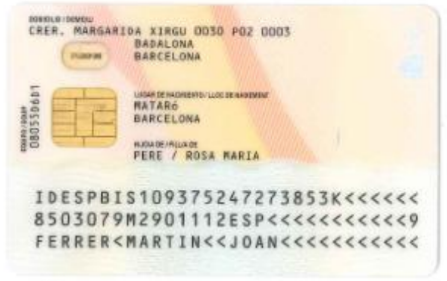 DOMICILIO / DOMICILI
CRER. MARGARIDA XIRGU 0030 P02 0003
BADALONA
BARCELONA
LUGAR DE NACIMIENTO / LLOC DE NAIXEMENT
MATARÓ
BARCELONA
HIJO/A DE / FILL/A DE
PERE / ROSA MARIA
IDESPBIS109375247273853K<<<<<<
8503079M2901112ESP<<<<<<<<<<<9
FERRER<MARTIN<<JOAN<<<<<<<<<<<